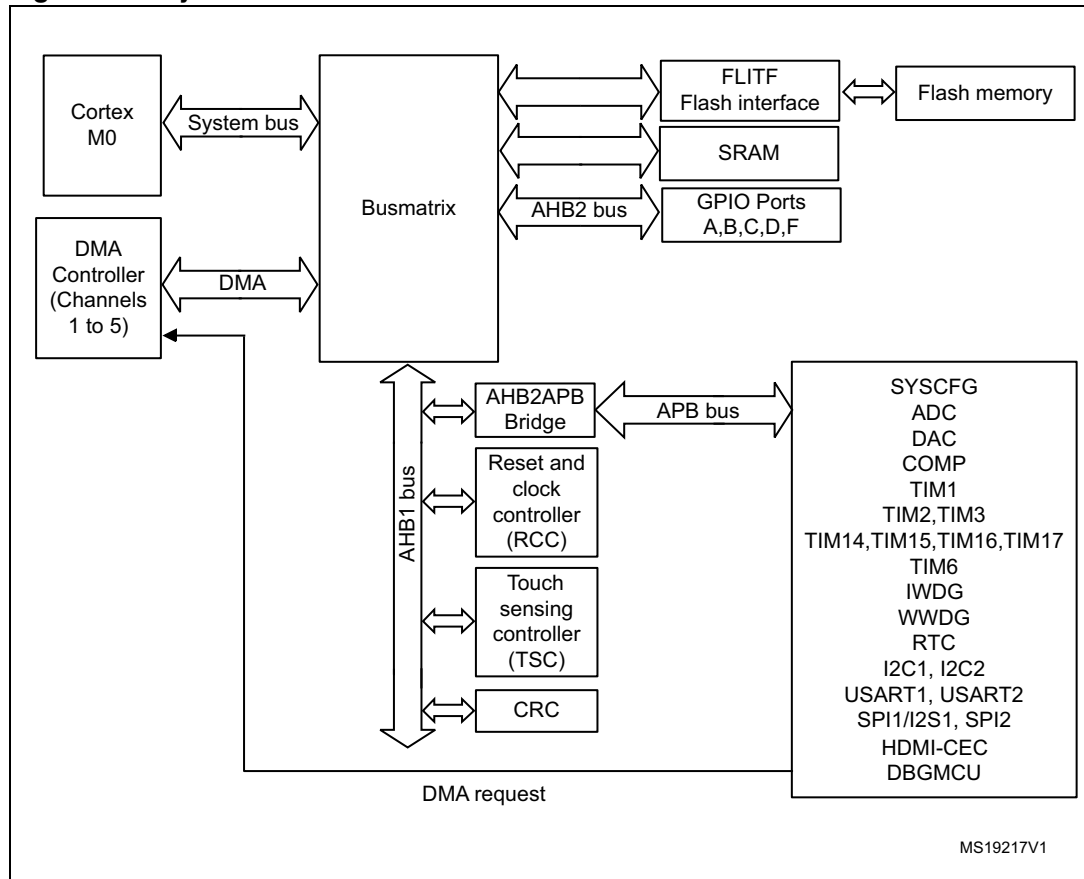 Cortex
M0
System bus
Busmatrix
FLITF
Flash interface
Flash memory
SRAM
AHB2 bus
GPIO Ports
A,B,C,D,F
DMA
Controller
(Channels
1 to 5)
DMA
AHB1 bus
AHB2APB
Bridge
APB bus
Reset and
clock
controller
(RCC)
Touch
sensing
controller
(TSC)
CRC
SYSCFG
ADC
DAC
COMP
TIM1
TIM2,TIM3
TIM14,TIM15,TIM16,TIM17
TIM6
IWDG
WWDG
RTC
I2C1, I2C2
USART1, USART2
SPI1/I2S1, SPI2
HDMI-CEC
DBGMCU
DMA request
MS19217V1